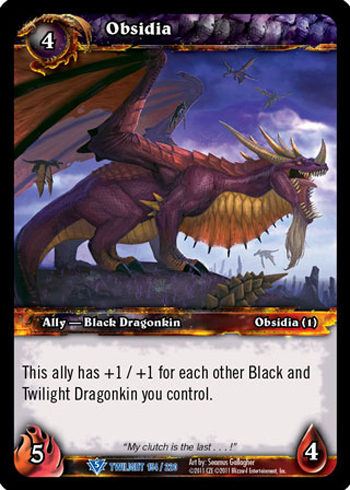 4
Obsidia
Ally — Black Dragonkin
Obsidia (1)
This ally has +1 / +1 for each other Black and
Twilight Dragonkin you control.
"My clutch is the last . . . !"
5
TWILIGHT 114/220
Art by: Seamus Gallagher
©2011 CZE ©2011 Blizzard Entertainment, Inc.
4